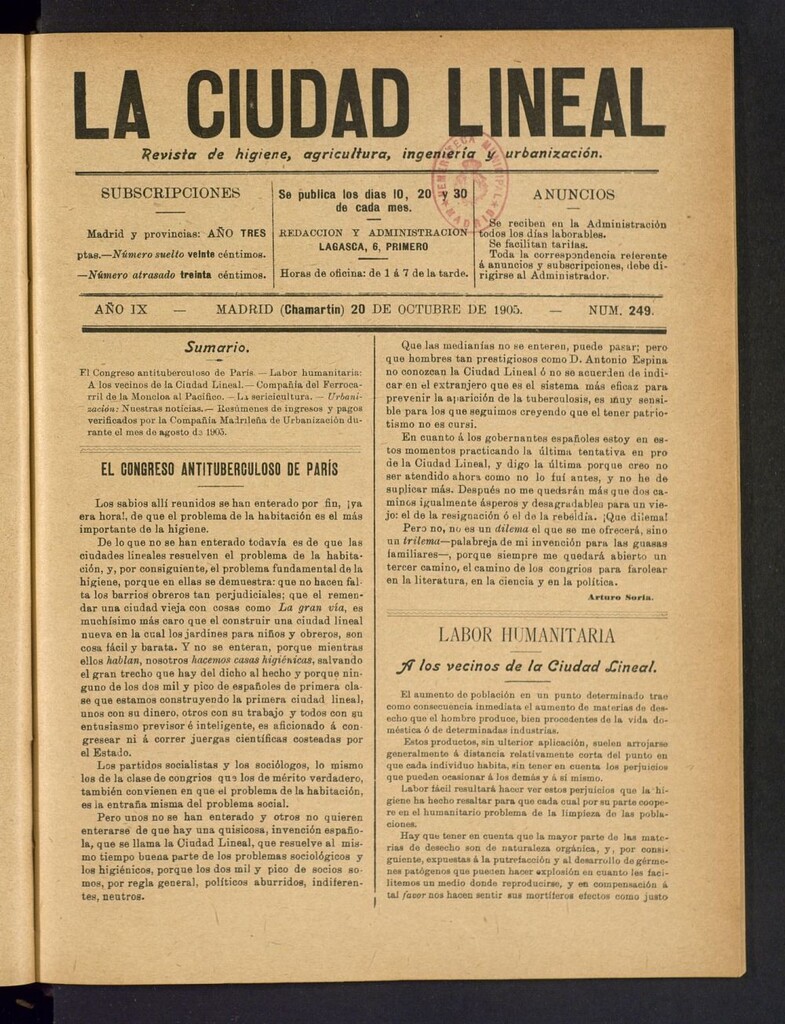 LA CIUDAD LINEAL
Revista de higiene, agricultura, ingeniería y urbanización.
HEMEROTECA MUNICIPAL
MADRID
SUBSCRIPCIONES
Madrid y provincias: AÑO TRES
ptas.—Número suelto veinte céntimos.
—Número atrasado treinta céntimos.
Se publica los días 10, 20 y 30
de cada mes.
REDACCION Y ADMINISTRACION
LAGASCA, 6, PRIMERO
Horas de oficina: de 1 á 7 de la tarde.
ANUNCIOS
Se reciben en la Administración
todos los días laborables.
Se facilitan tarifas.
Toda la correspondencia referente
á anuncios y subscripciones, debe di-
rigirse al Administrador.
AÑO IX — MADRID (Chamartín) 20 DE OCTUBRE DE 1905. — NUM. 249.
Sumario.
El Congreso antituberculoso de París. — Labor humanitaria:
A los vecinos de la Ciudad Lineal. — Compañía del Ferroca-
rril de la Moncloa al Pacífico. — La sericicultura. — Urbani-
zación: Nuestras noticias.— Resúmenes de ingresos y pagos
verificados por la Compañía Madrileña de Urbanización du-
rante el mes de agosto de 1905.
EL CONGRESO ANTITUBERCULOSO DE PARÍS
Los sabios allí reunidos se han enterado por fin, ¡ya
era hora!, de que el problema de la habitación es el más
importante de la higiene.
De lo que no se han enterado todavía es de que las
ciudades lineales resuelven el problema de la habita-
ción, y, por consiguiente, el problema fundamental de la
higiene, porque en ellas se demuestra: que no hacen fal-
ta los barrios obreros tan perjudiciales; que el remen-
dar una ciudad vieja con cosas como La gran vía, es
muchísimo más caro que el construir una ciudad lineal
nueva en la cual los jardines para niños y obreros, son
cosa fácil y barata. Y no se enteran, porque mientras
ellos hablan, nosotros hacemos casas higiénicas, salvando
el gran trecho que hay del dicho al hecho y porque nin-
guno de los dos mil y pico de españoles de primera cla-
se que estamos construyendo la primera ciudad lineal,
unos con su dinero, otros con su trabajo y todos con su
entusiasmo previsor é inteligente, es aficionado á con-
gresear ni á correr juergas científicas costeadas por
el Estado.
Los partidos socialistas y los sociólogos, lo mismo
los de la clase de congrios que los de mérito verdadero,
también convienen en que el problema de la habitación,
es la entraña misma del problema social.
Pero unos no se han enterado y otros no quieren
enterarse de que hay una quisicosa, invención españo-
la, que se llama la Ciudad Lineal, que resuelve al mis-
mo tiempo buena parte de los problemas sociológicos y
los higiénicos, porque los dos mil y pico de socios so-
mos, por regla general, políticos aburridos, indiferen-
tes, neutros.
Que las medianías no se enteren, puede pasar; pero
que hombres tan prestigiosos como D. Antonio Espina
no conozcan la Ciudad Lineal ó no se acuerden de indi-
car en el extranjero que es el sistema más eficaz para
prevenir la aparición de la tuberculosis, es muy sensi-
ble para los que seguimos creyendo que el tener patrio-
tismo no es cursi.
En cuanto á los gobernantes españoles estoy en es-
tos momentos practicando la última tentativa en pro
de la Ciudad Lineal, y digo la última porque creo no
ser atendido ahora como no lo fuí antes, y no he de
suplicar más. Después no me quedarán más que dos ca-
minos igualmente ásperos y desagradables para un vie-
jo: el de la resignación ó el de la rebeldía. ¡Que dilema!
Pero no, no es un dilema el que se me ofrecerá, sino
un trilema—palabreja de mi invención para las guasas
familiares—, porque siempre me quedará abierto un
tercer camino, el camino de los congrios para farolear
en la literatura, en la ciencia y en la política.
Arturo Soria.
LABOR HUMANITARIA
A los vecinos de la Ciudad Lineal.
El aumento de población en un punto determinado trae
como consecuencia inmediata el aumento de materias de des-
echo que el hombre produce, bien procedentes de la vida do-
méstica ó de determinadas industrias.
Estos productos, sin ulterior aplicación, suelen arrojarse
generalmente á distancia relativamente corta del punto en
que cada individuo habita, sin tener en cuenta los perjuicios
que pueden ocasionar á los demás y á sí mismo.
Labor fácil resultará hacer ver estos perjuicios que la hi-
giene ha hecho resaltar para que cada cual por su parte coope-
re en el humanitario problema de la limpieza de las pobla-
ciones.
Hay que tener en cuenta que la mayor parte de las mate-
rias de desecho son de naturaleza orgánica, y, por consi-
guiente, expuestas á la putrefacción y al desarrollo de gérme-
nes patógenos que pueden hacer explosión en cuanto les faci-
litemos un medio donde reproducirse, y en compensación á
tal favor nos hacen sentir sus mortíferos efectos como justo